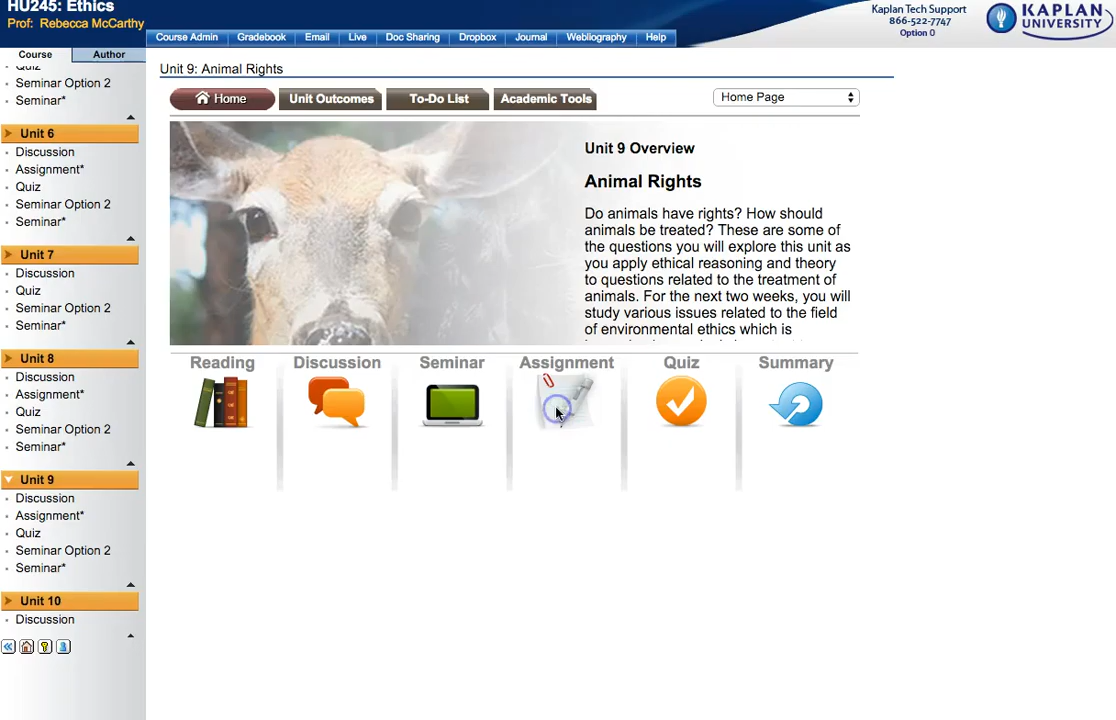 HU245: Ethics
Prof: Rebecca McCarthy
Kaplan Tech Support
866-522-7747
Option 0
KAPLAN
UNIVERSITY
Course Admin
Gradebook
Email
Live
Doc Sharing
Dropbox
Journal
Webliography
Help
Course
Author
Quiz
Seminar Option 2
Seminar*
Unit 6
Discussion
Assignment*
Quiz
Seminar Option 2
Seminar*
Unit 7
Discussion
Quiz
Seminar Option 2
Seminar*
Unit 8
Discussion
Assignment*
Quiz
Seminar Option 2
Seminar*
Unit 9
Discussion
Assignment*
Quiz
Seminar Option 2
Seminar*
Unit 10
Discussion
Unit 9: Animal Rights
Home
Unit Outcomes
To-Do List
Academic Tools
Home Page
Unit 9 Overview
Animal Rights
Do animals have rights? How should
animals be treated? These are some of
the questions you will explore this unit as
you apply ethical reasoning and theory
to questions related to the treatment of
animals. For the next two weeks, you will
study various issues related to the field
of environmental ethics which is
Reading
Discussion
Seminar
Assignment
Quiz
Summary